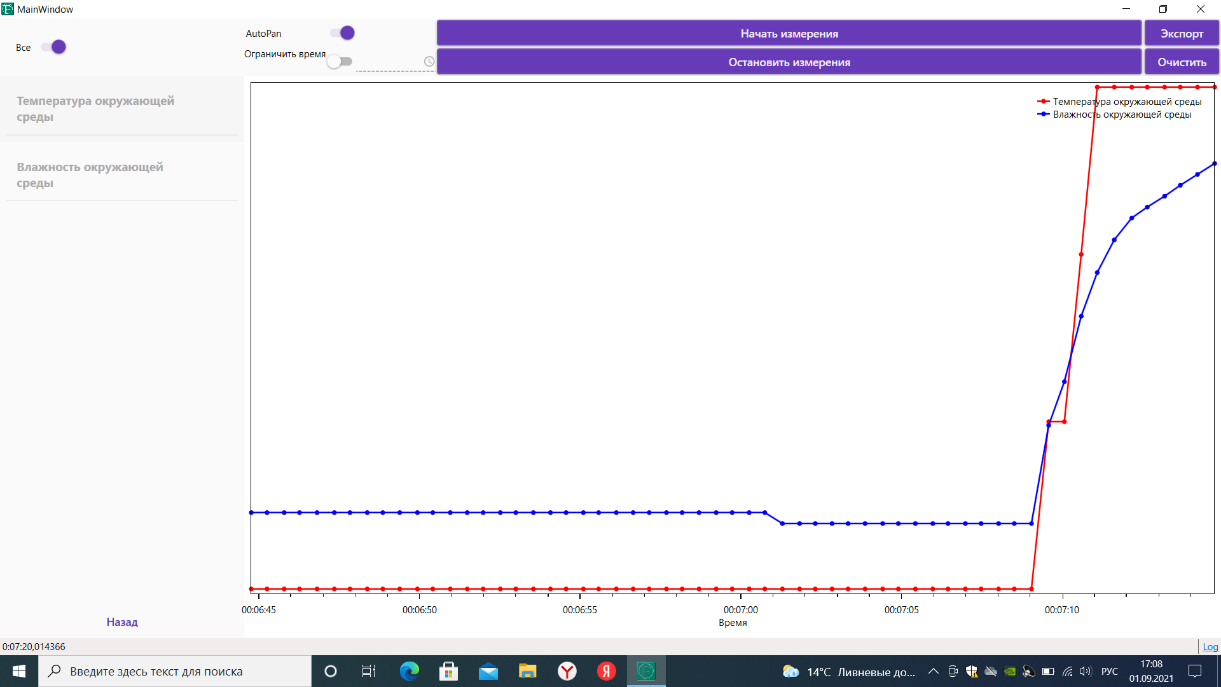 MainWindow
Все
AutoPan
Ограничить время
Начать измерения
Остановить измерения
Экспорт
Очистить
Температура окружающей
среды
Влажность окружающей
среды
Температура окружающей среды
Влажность окружающей среды
00:06:45
00:06:50
00:06:55
00:07:00
00:07:05
00:07:10
Время
Назад
0:07:20,014366
Log
Введите здесь текст для поиска
14°C Ливневые до...
РУС
17:08
01.09.2021